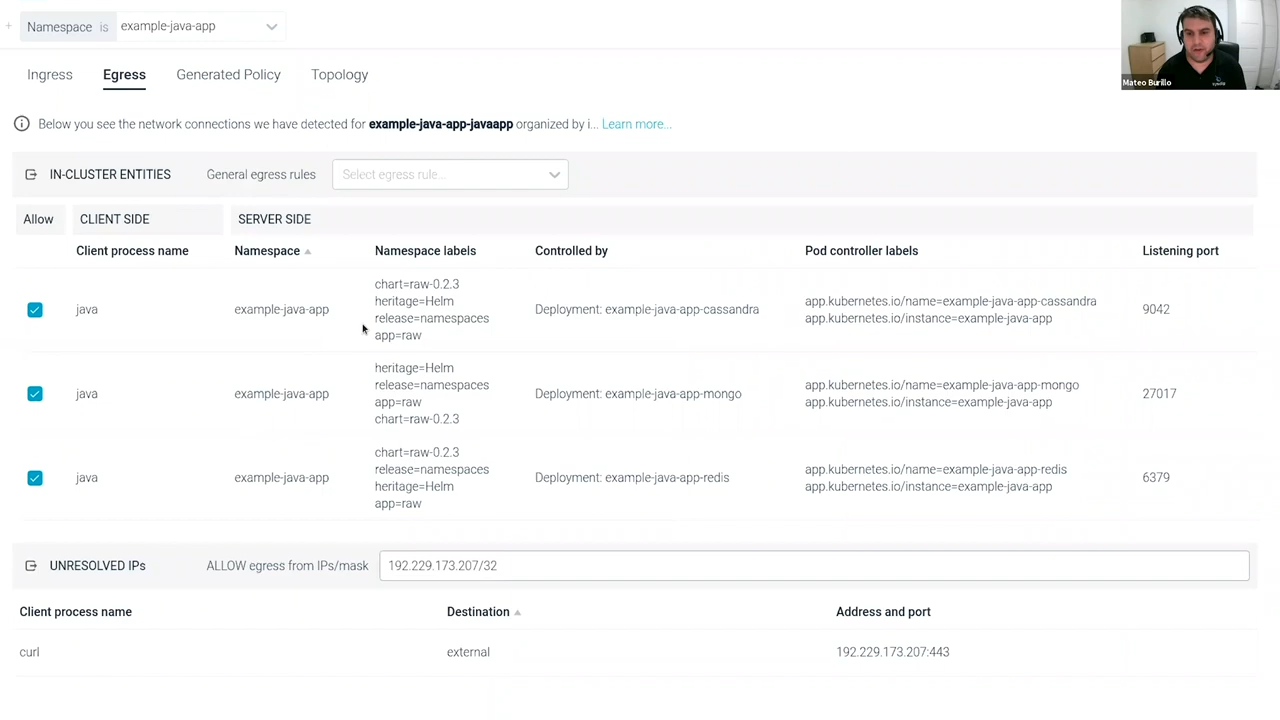 + Namespace is example-java-app
Mateo Burillo
Ingress Egress Generated Policy Topology
Below you see the network connections we have detected for example-java-app-javaapp organized by i... Learn more...
IN-CLUSTER ENTITIES General egress rules Select egress rule...
Allow CLIENT SIDE SERVER SIDE
Client process name Namespace Namespace labels Controlled by Pod controller labels Listening port
chart=raw-0.2.3
heritage=Helm app.kubernetes.io/name=example-java-app-cassandra
java example-java-app Deployment: example-java-app-cassandra 9042
release=namespaces app.kubernetes.io/instance=example-java-app
app=raw
heritage=Helm
release=namespaces app.kubernetes.io/name=example-java-app-mongo
java example-java-app Deployment: example-java-app-mongo 27017
app=raw app.kubernetes.io/instance=example-java-app
chart=raw-0.2.3
chart=raw-0.2.3
release=namespaces app.kubernetes.io/name=example-java-app-redis
java example-java-app Deployment: example-java-app-redis 6379
heritage=Helm app.kubernetes.io/instance=example-java-app
app=raw
UNRESOLVED IPs ALLOW egress from IPs/mask 192.229.173.207/32
Client process name Destination Address and port
curl external 192.229.173.207:443